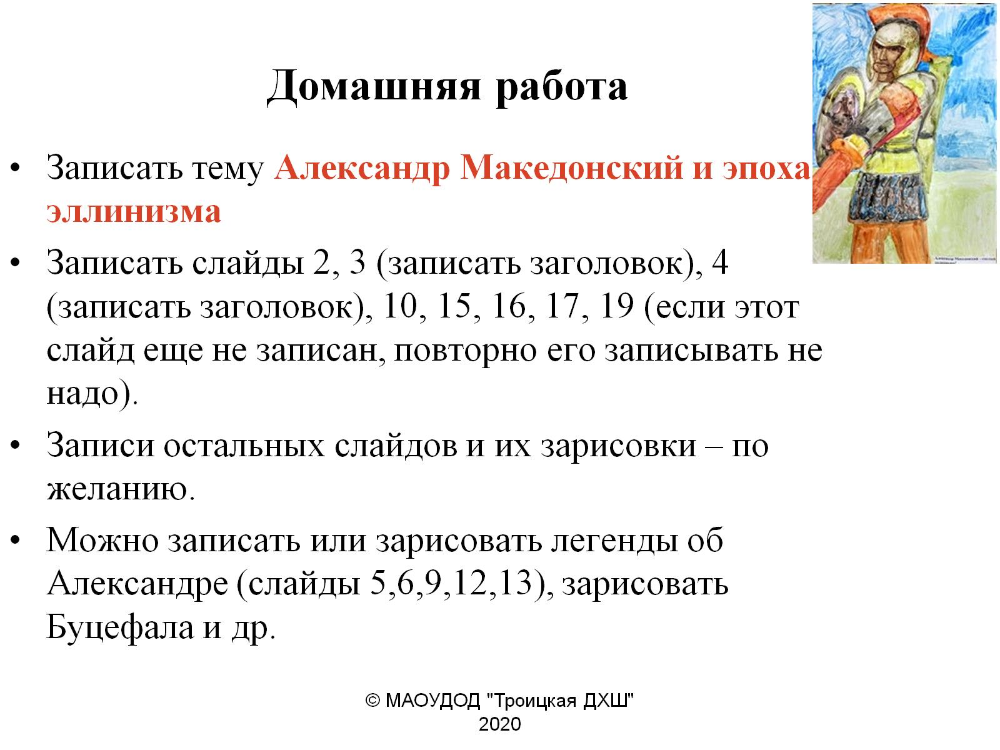 Домашняя работа
• Записать тему Александр Македонский и эпоха
эллинизма
• Записать слайды 2, 3 (записать заголовок), 4
(записать заголовок), 10, 15, 16, 17, 19 (если этот
слайд еще не записан, повторно его записывать не
надо).
• Записи остальных слайдов и их зарисовки – по
желанию.
• Можно записать или зарисовать легенды об
Александре (слайды 5,6,9,12,13), зарисовать
Буцефала и др.
© МАОУДОД "Троицкая ДХШ"
2020